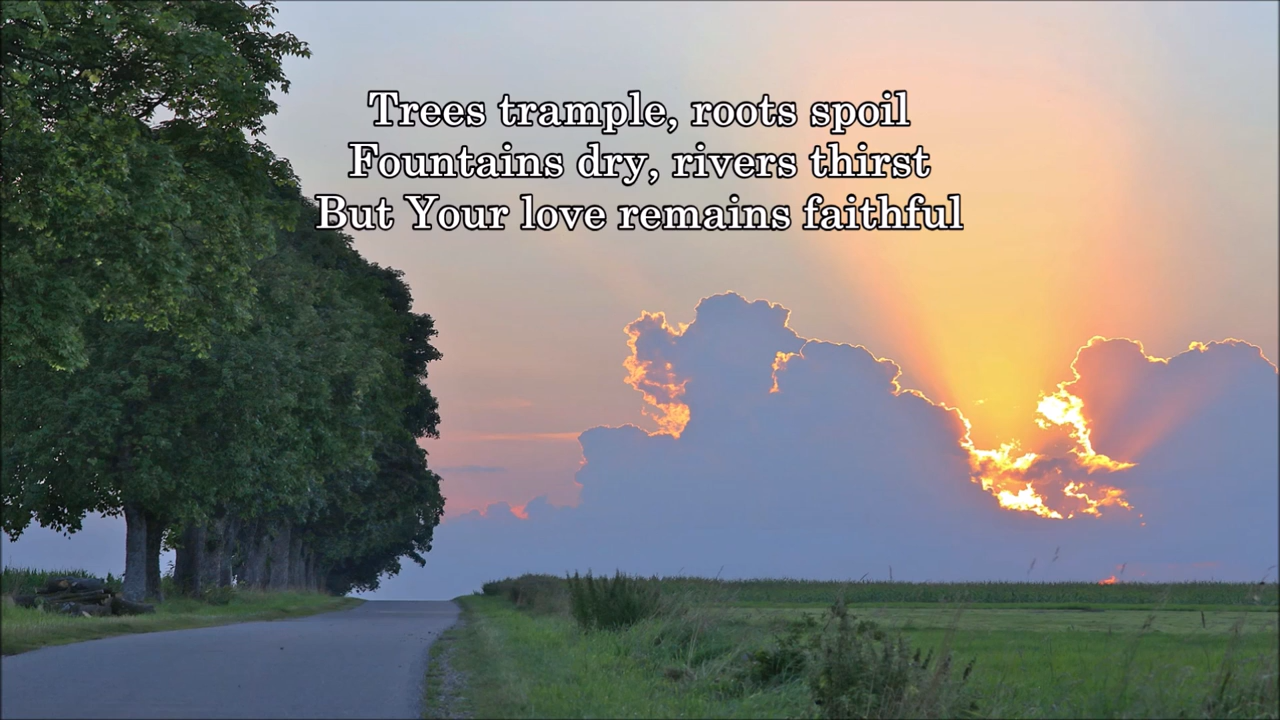 Trees trample, roots spoil
Fountains dry, rivers thirst
But Your love remains faithful